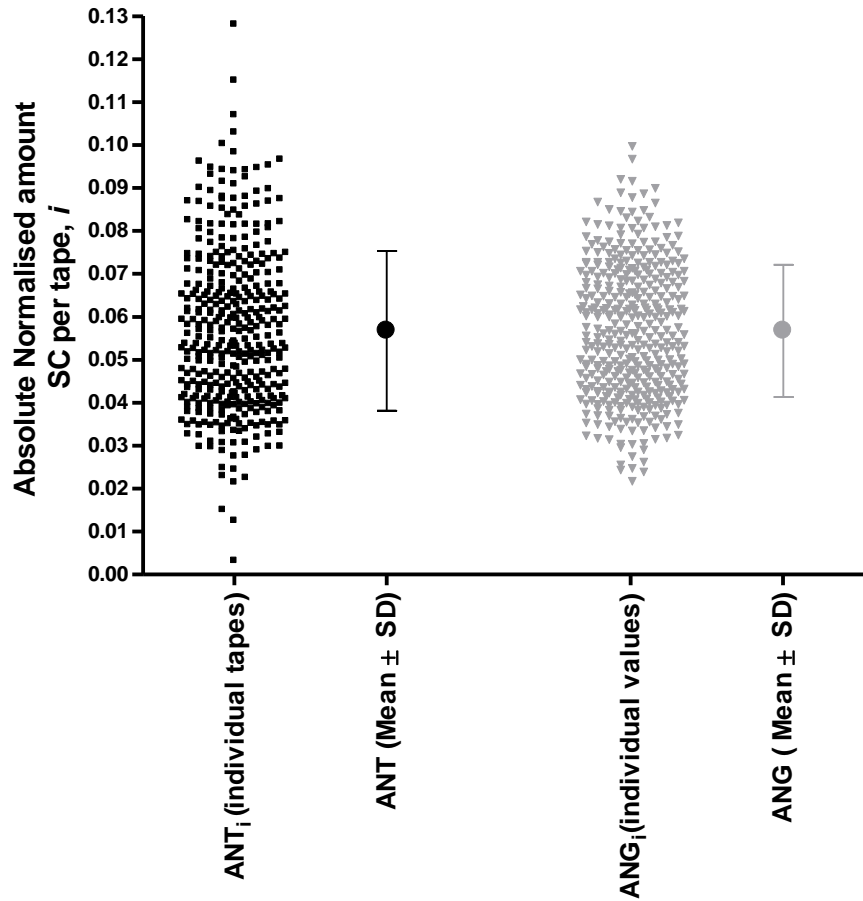 Absolute Normalised amount
SC per tape, i
0.13
0.12
0.11
0.10
0.09
0.08
0.07
0.06
0.05
0.04
0.03
0.02
0.01
0.00
ANTi (individual tapes)
ANT (Mean ± SD)
ANGi(individual values)
ANG ( Mean ± SD)